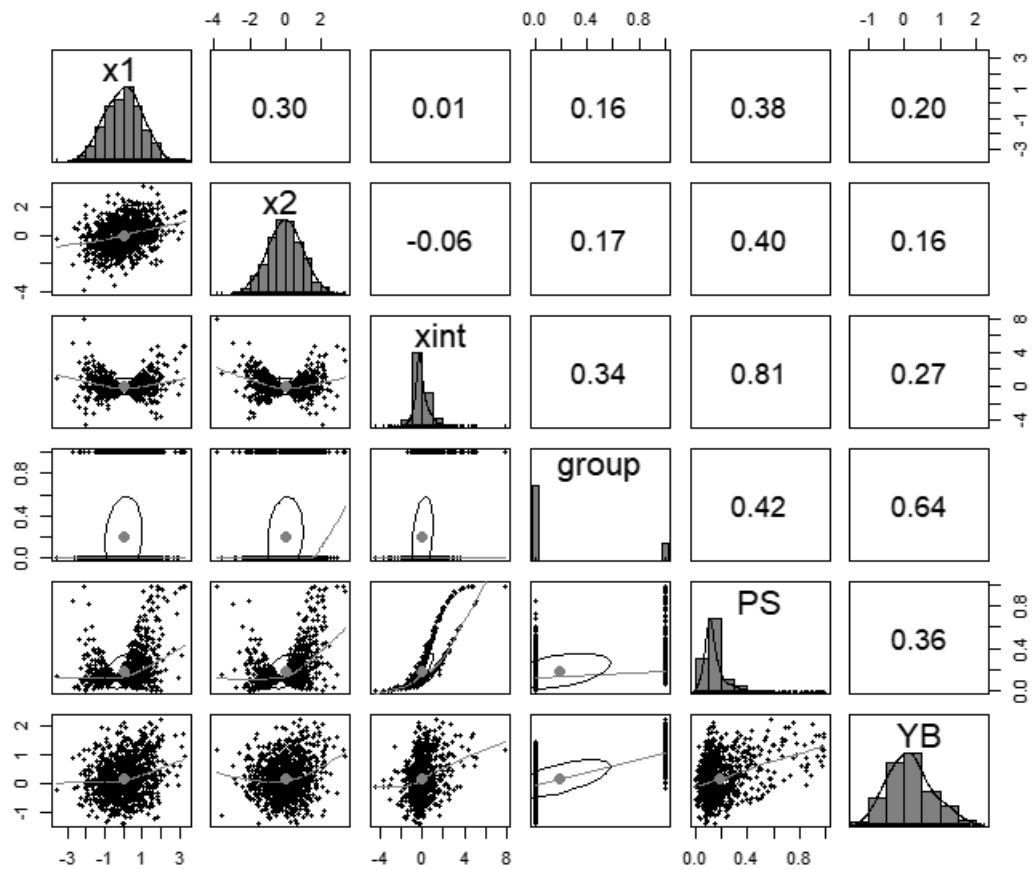 -4 -2 0 2 0.0 0.4 0.8 -1 0 1 2
x1 0.30 0.01 0.16 0.38 0.20 -3 -1 1 3
-4 0 2 x2 -0.06 0.17 0.40 0.16
xint 0.34 0.81 0.27 -4 0 4 8
0.0 0.4 0.8 group 0.42 0.64
PS 0.36 0.0 0.4 0.8
-1 0 1 2 YB
-3 -1 1 3 -4 0 4 8 0.0 0.4 0.8